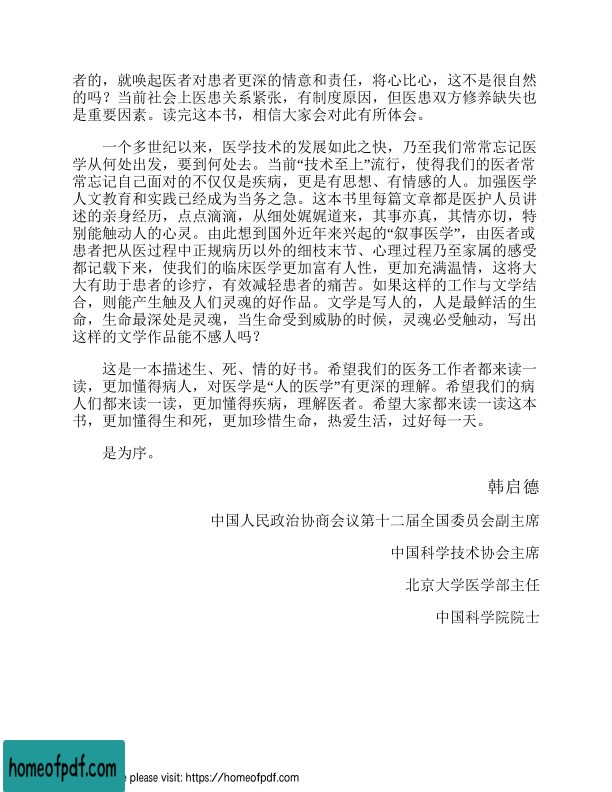 者的，就唤起医者对患者更深的情意和责任，将心比心，这不是很自然
的吗？当前社会上医患关系紧张，有制度原因，但医患双方修养缺失也
是重要因素。读完这本书，相信大家会对此有所体会。
一个多世纪以来，医学技术的发展如此之快，乃至我们常常忘记医
学从何处出发，要到何处去。当前“技术至上”流行，使得我们的医者常
常忘记自己面对的不仅仅是疾病，更是有思想、有情感的人。加强医学
人文教育和实践已经成为当务之急。这本书里每篇文章都是医护人员讲
述的亲身经历，点点滴滴，从细处娓娓道来，其事亦真，其情亦切，特
别能触动人的心灵。由此想到国外近年来兴起的“叙事医学”，由医者或
患者把从医过程中正规病历以外的细枝末节、心理过程乃至家属的感受
都记载下来，使我们的临床医学更加富有人性，更加充满温情，这将大
大有助于患者的诊疗，有效减轻患者的痛苦。如果这样的工作与文学结
合，则能产生触及人们灵魂的好作品。文学是写人的，人是最鲜活的生
命，生命最深处是灵魂，当生命受到威胁的时候，灵魂必受触动，写出
这样的文学作品能不感人吗？
这是一本描述生、死、情的好书。希望我们的医务工作者都来读一
读，更加懂得病人，对医学是“人的医学”有更深的理解。希望我们的病
人们都来读一读，更加懂得疾病，理解医者。希望大家都来读一读这本
书，更加懂得生和死，更加珍惜生命，热爱生活，过好每一天。
是为序。
韩启德
中国人民政治协商会议第十二届全国委员会副主席
中国科学技术协会主席
北京大学医学部主任
中国科学院院士
homeofpdf.com
please visit: https://homeofpdf.com